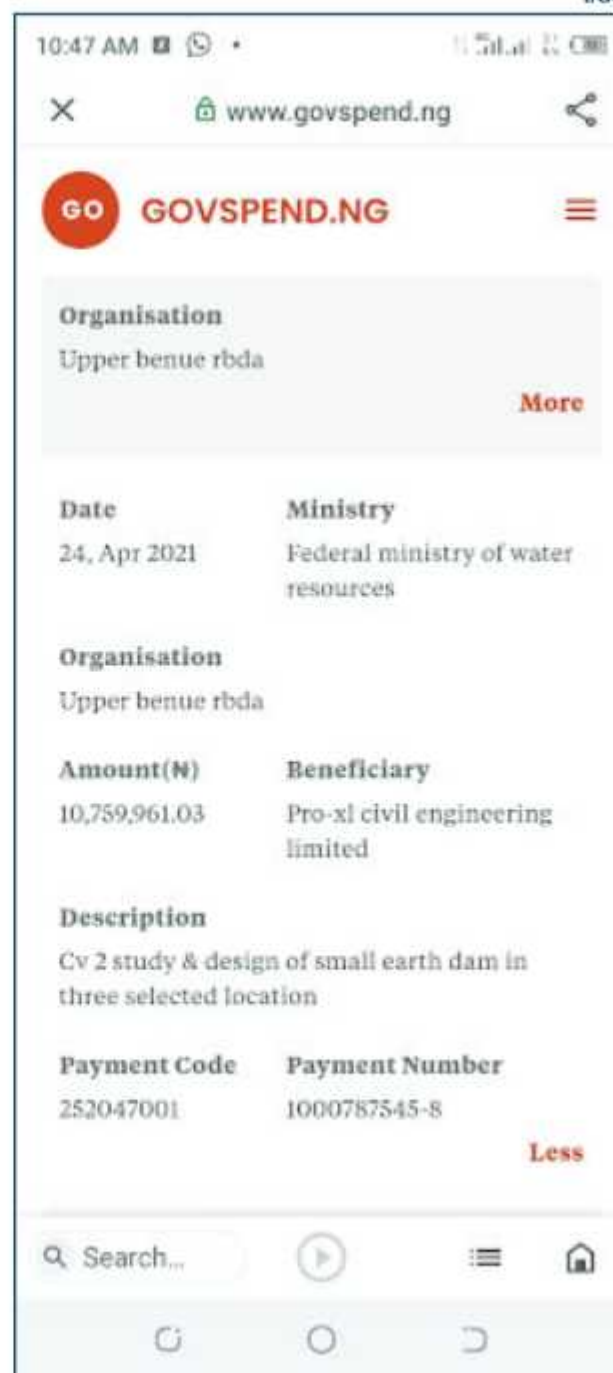 10:47 AM
www.govspend.ng
GO GOVSPEND.NG
Organisation
Upper benue rbda
More
Date Ministry
24, Apr 2021 Federal ministry of water
resources
Organisation
Upper benue rbda
Amount(₦) Beneficiary
10,759,961.03 Pro-xl civil engineering
limited
Description
Cv 2 study & design of small earth dam in
three selected location
Payment Code Payment Number
252047001 1000787545-8
Less
Search...